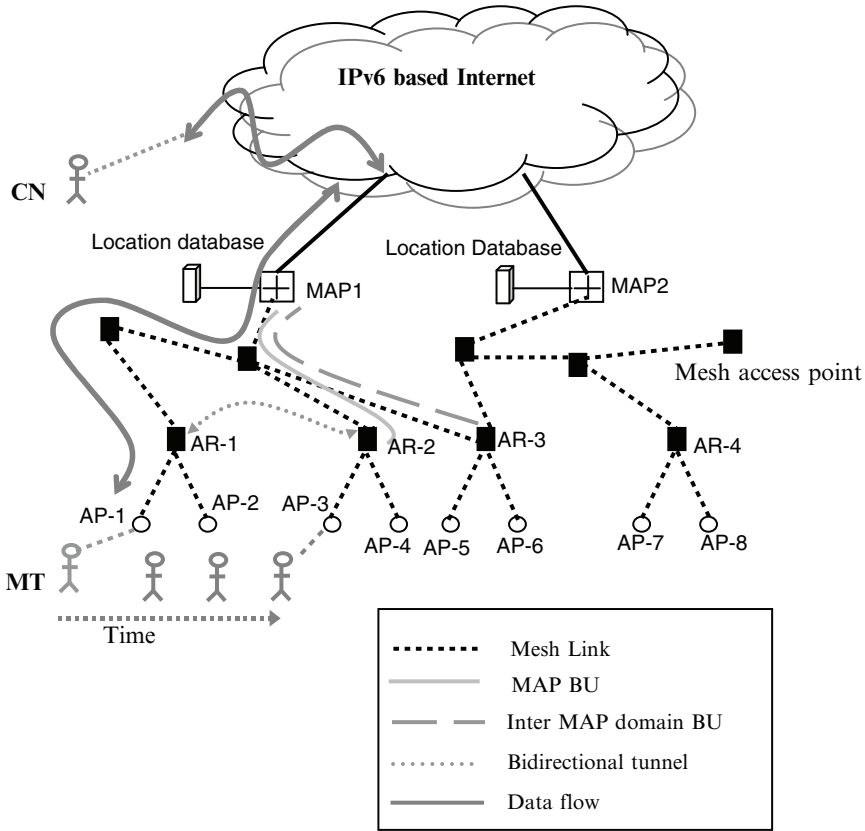 IPv6 based Internet
CN
Location database
Location Database
MAP1
MAP2
Mesh access point
AR-1
AR-2
AR-3
AR-4
AP-1
AP-2
AP-3
AP-4
AP-5
AP-6
AP-7
AP-8
MT
Time
Mesh Link
MAP BU
Inter MAP domain BU
Bidirectional tunnel
Data flow